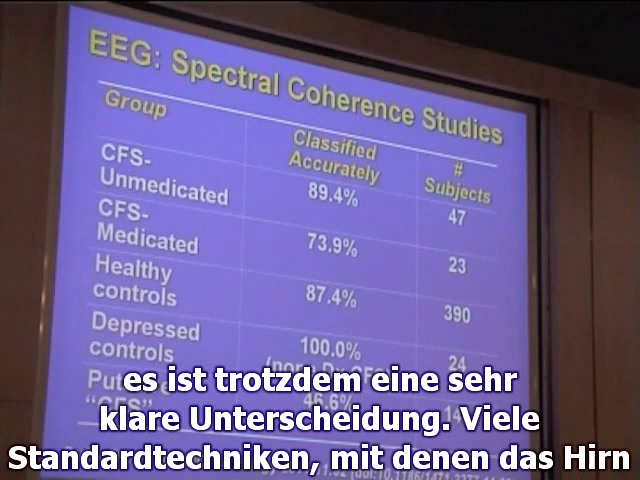 EEG: Spectral Coherence Studies
Group
Classified
Accurately
#
Subjects
CFS-
Unmedicated
89.4%
47
CFS-
Medicated
73.9%
23
Healthy
controls
87.4%
390
Depressed
controls
100.0%
24
46.6%
es ist trotzdem eine sehr
klare Unterscheidung. Viele
Standardtechniken, mit denen das Hirn